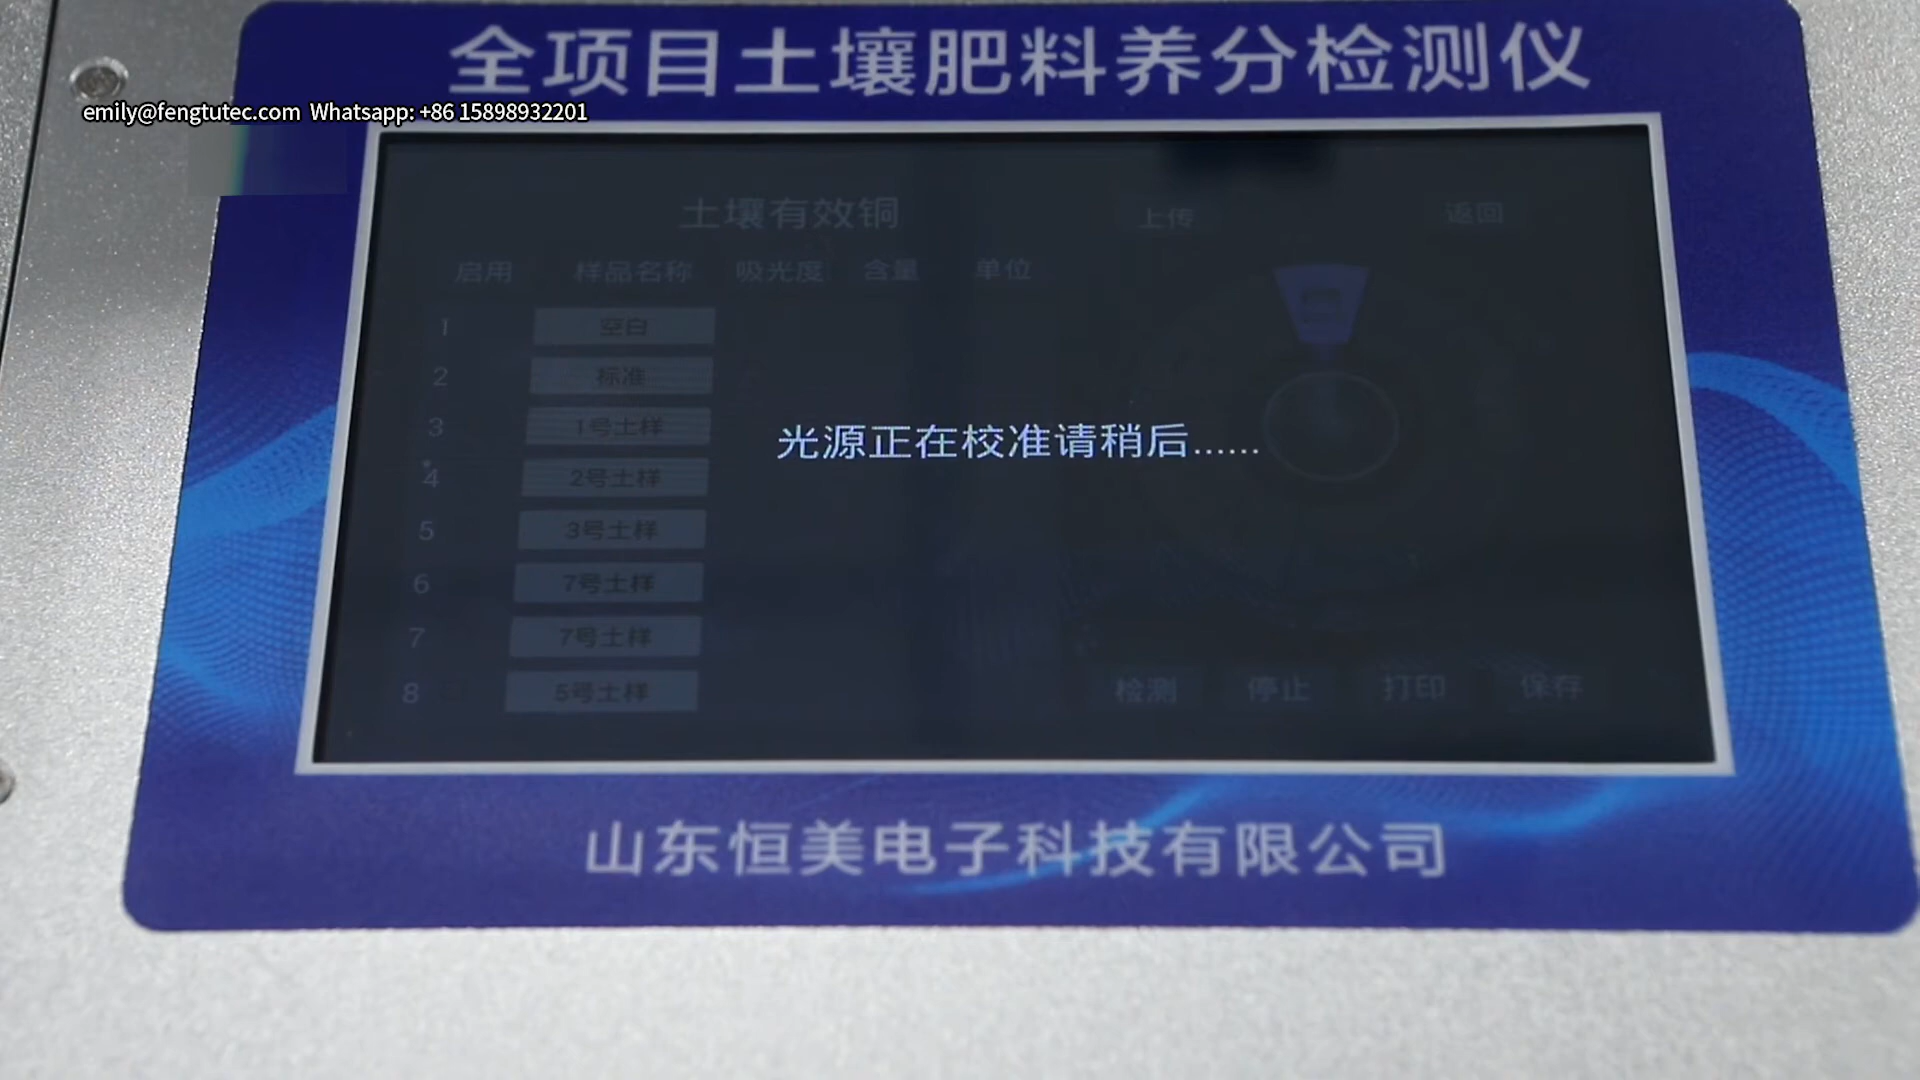 全项目土壤肥料养分检测仪
emily@fengtutec.com Whatsapp: +86 15898932201
土壤有效铜 上传 返回
启用 样品名称 吸光度 含量 单位
1 空白
2 标准
3 1号土样
光源正在校准请稍后......
4 2号土样
5 3号土样
6 7号土样
7 7号土样
8 5号土样
检测 停止 打印 保存
山东恒美电子科技有限公司